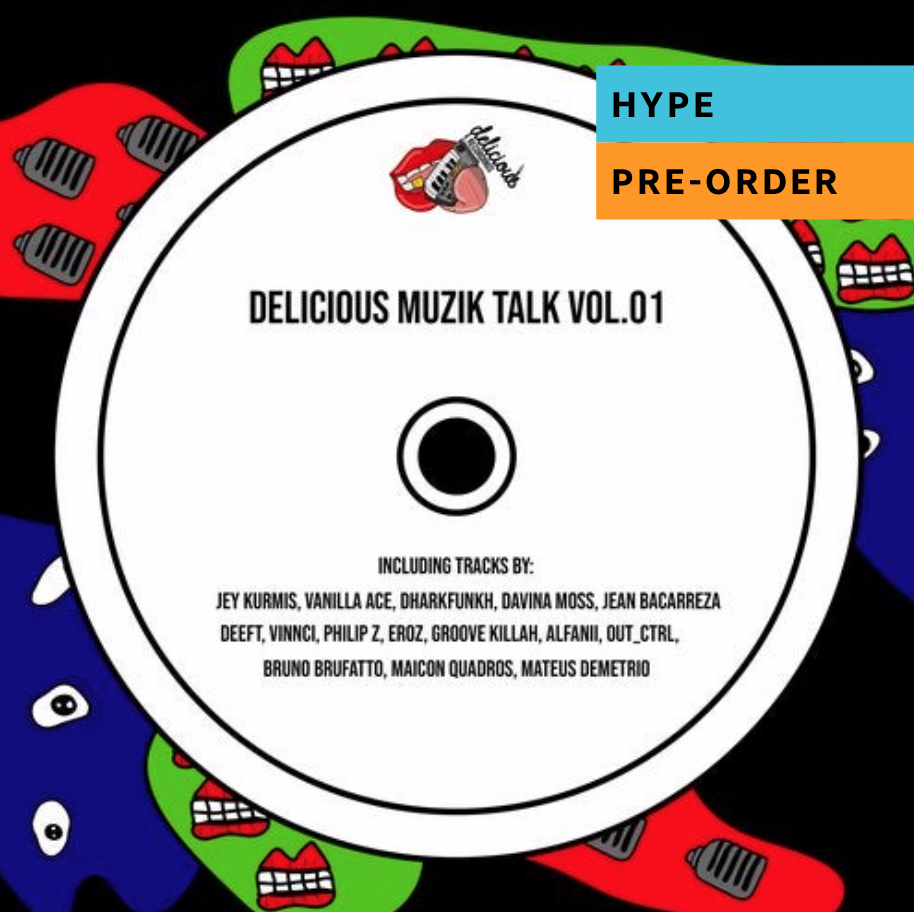 HYPE
PRE-ORDER
delicious
DELICIOUS MUZIK TALK VOL.01
INCLUDING TRACKS BY:
JEY KURMIS, VANILLA ACE, DHARKFUNKH, DAVINA MOSS, JEAN BACARREZA
DEEFT, VINNCI, PHILIP Z, EROZ, GROOVE KILLAH, ALFANII, OUT_CTRL,
BRUNO BRUFATTO, MAICON QUADROS, MATEUS DEMETRIO